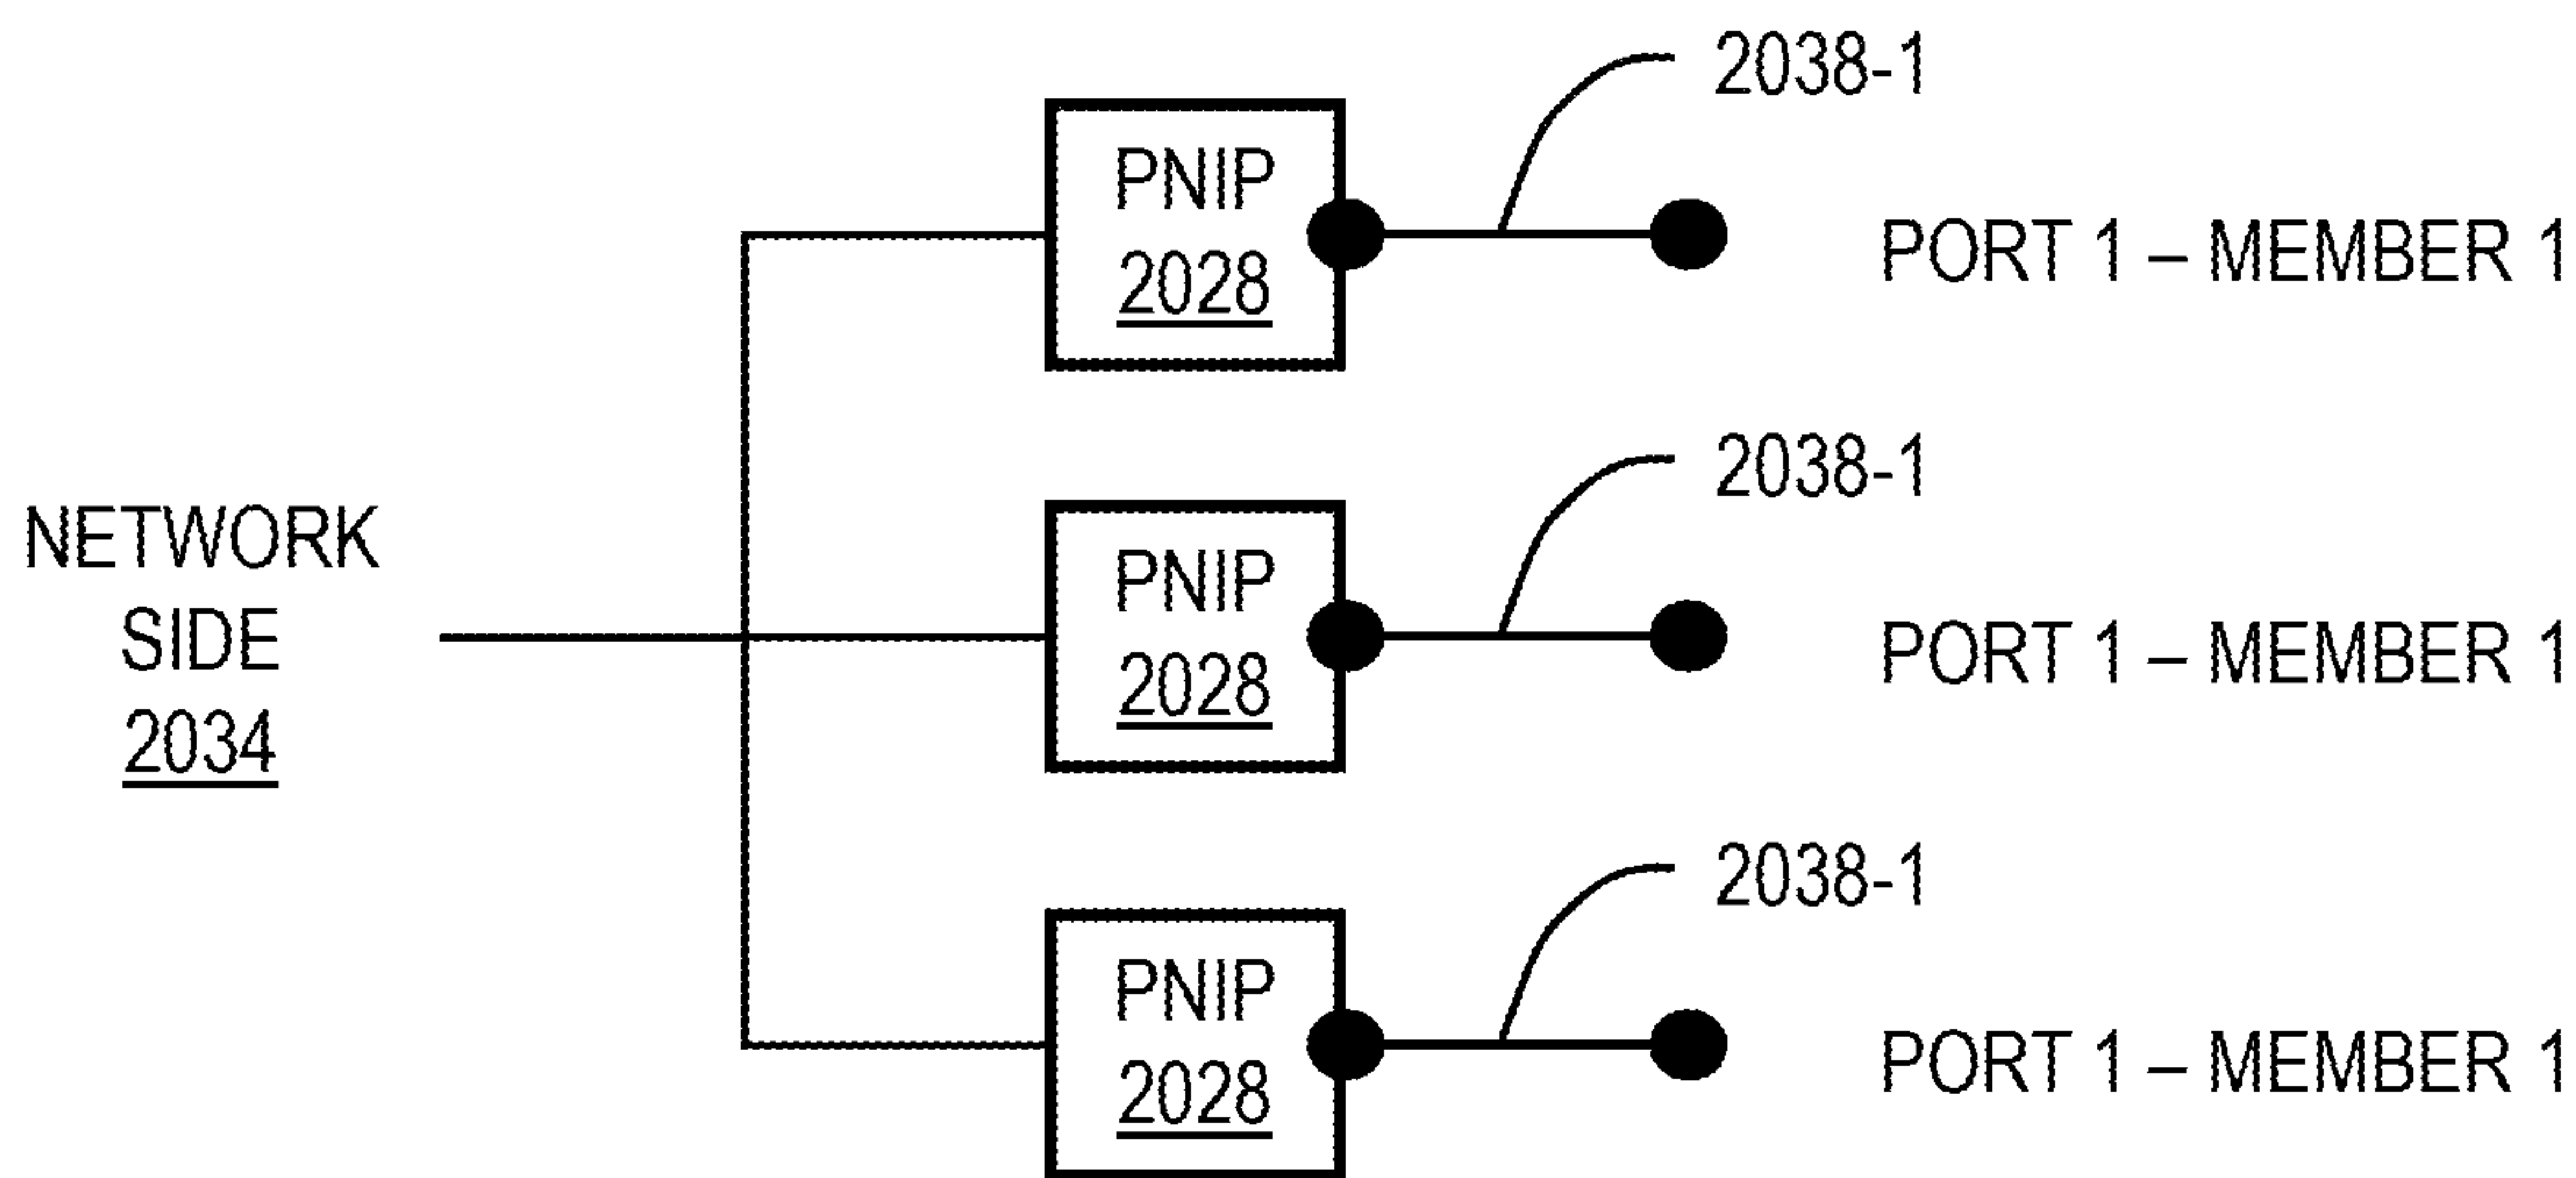 2038-1
PNIP
2028
PORT 1 – MEMBER 1
2038-1
NETWORK
SIDE
2034
PNIP
2028
PORT 1 – MEMBER 1
2038-1
PNIP
2028
PORT 1 – MEMBER 1